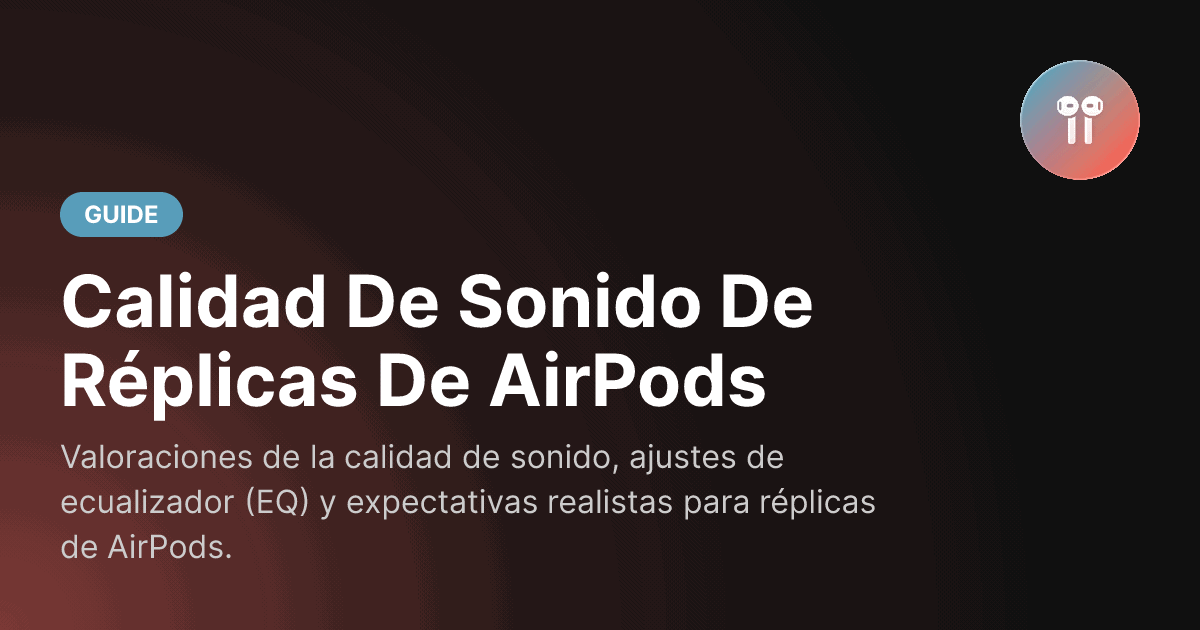 GUIDE
Calidad De Sonido De
Réplicas De AirPods
Valoraciones de la calidad de sonido, ajustes de
ecualizador (EQ) y expectativas realistas para réplicas
de AirPods.